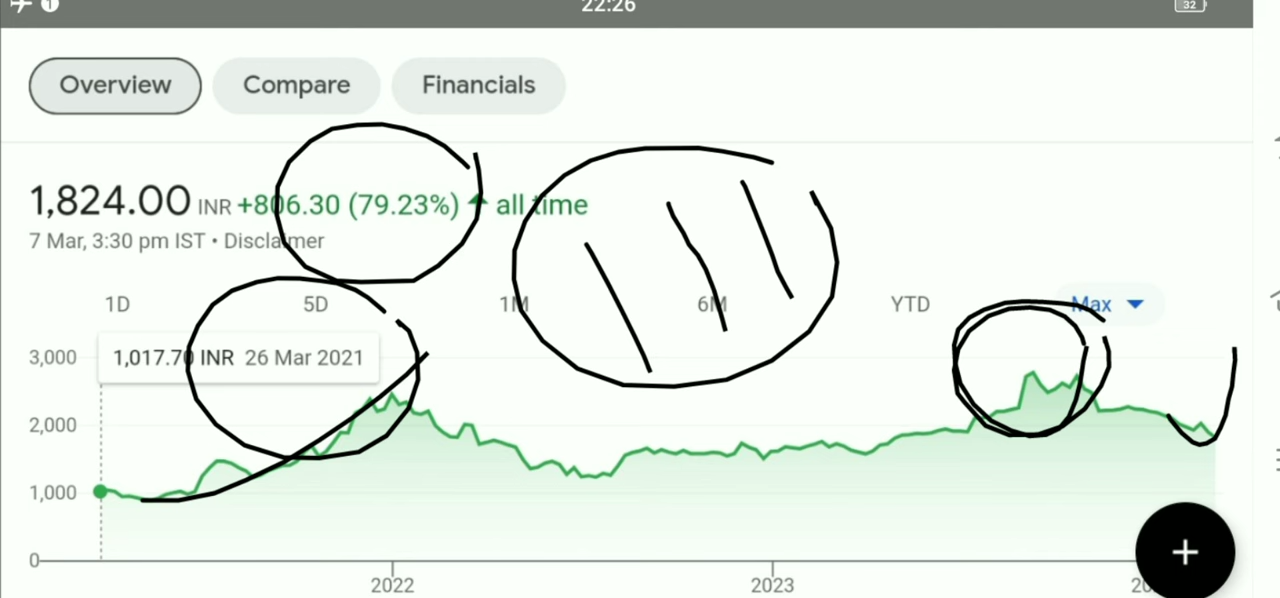 22:26
32
Overview Compare Financials
1,824.00 INR +806.30 (79.23%) ↑ all time
7 Mar, 3:30 pm IST • Disclaimer
1D 5D 1M 6M YTD Max
1,017.70 INR 26 Mar 2021
3,000
2,000
1,000
0
2022 2023